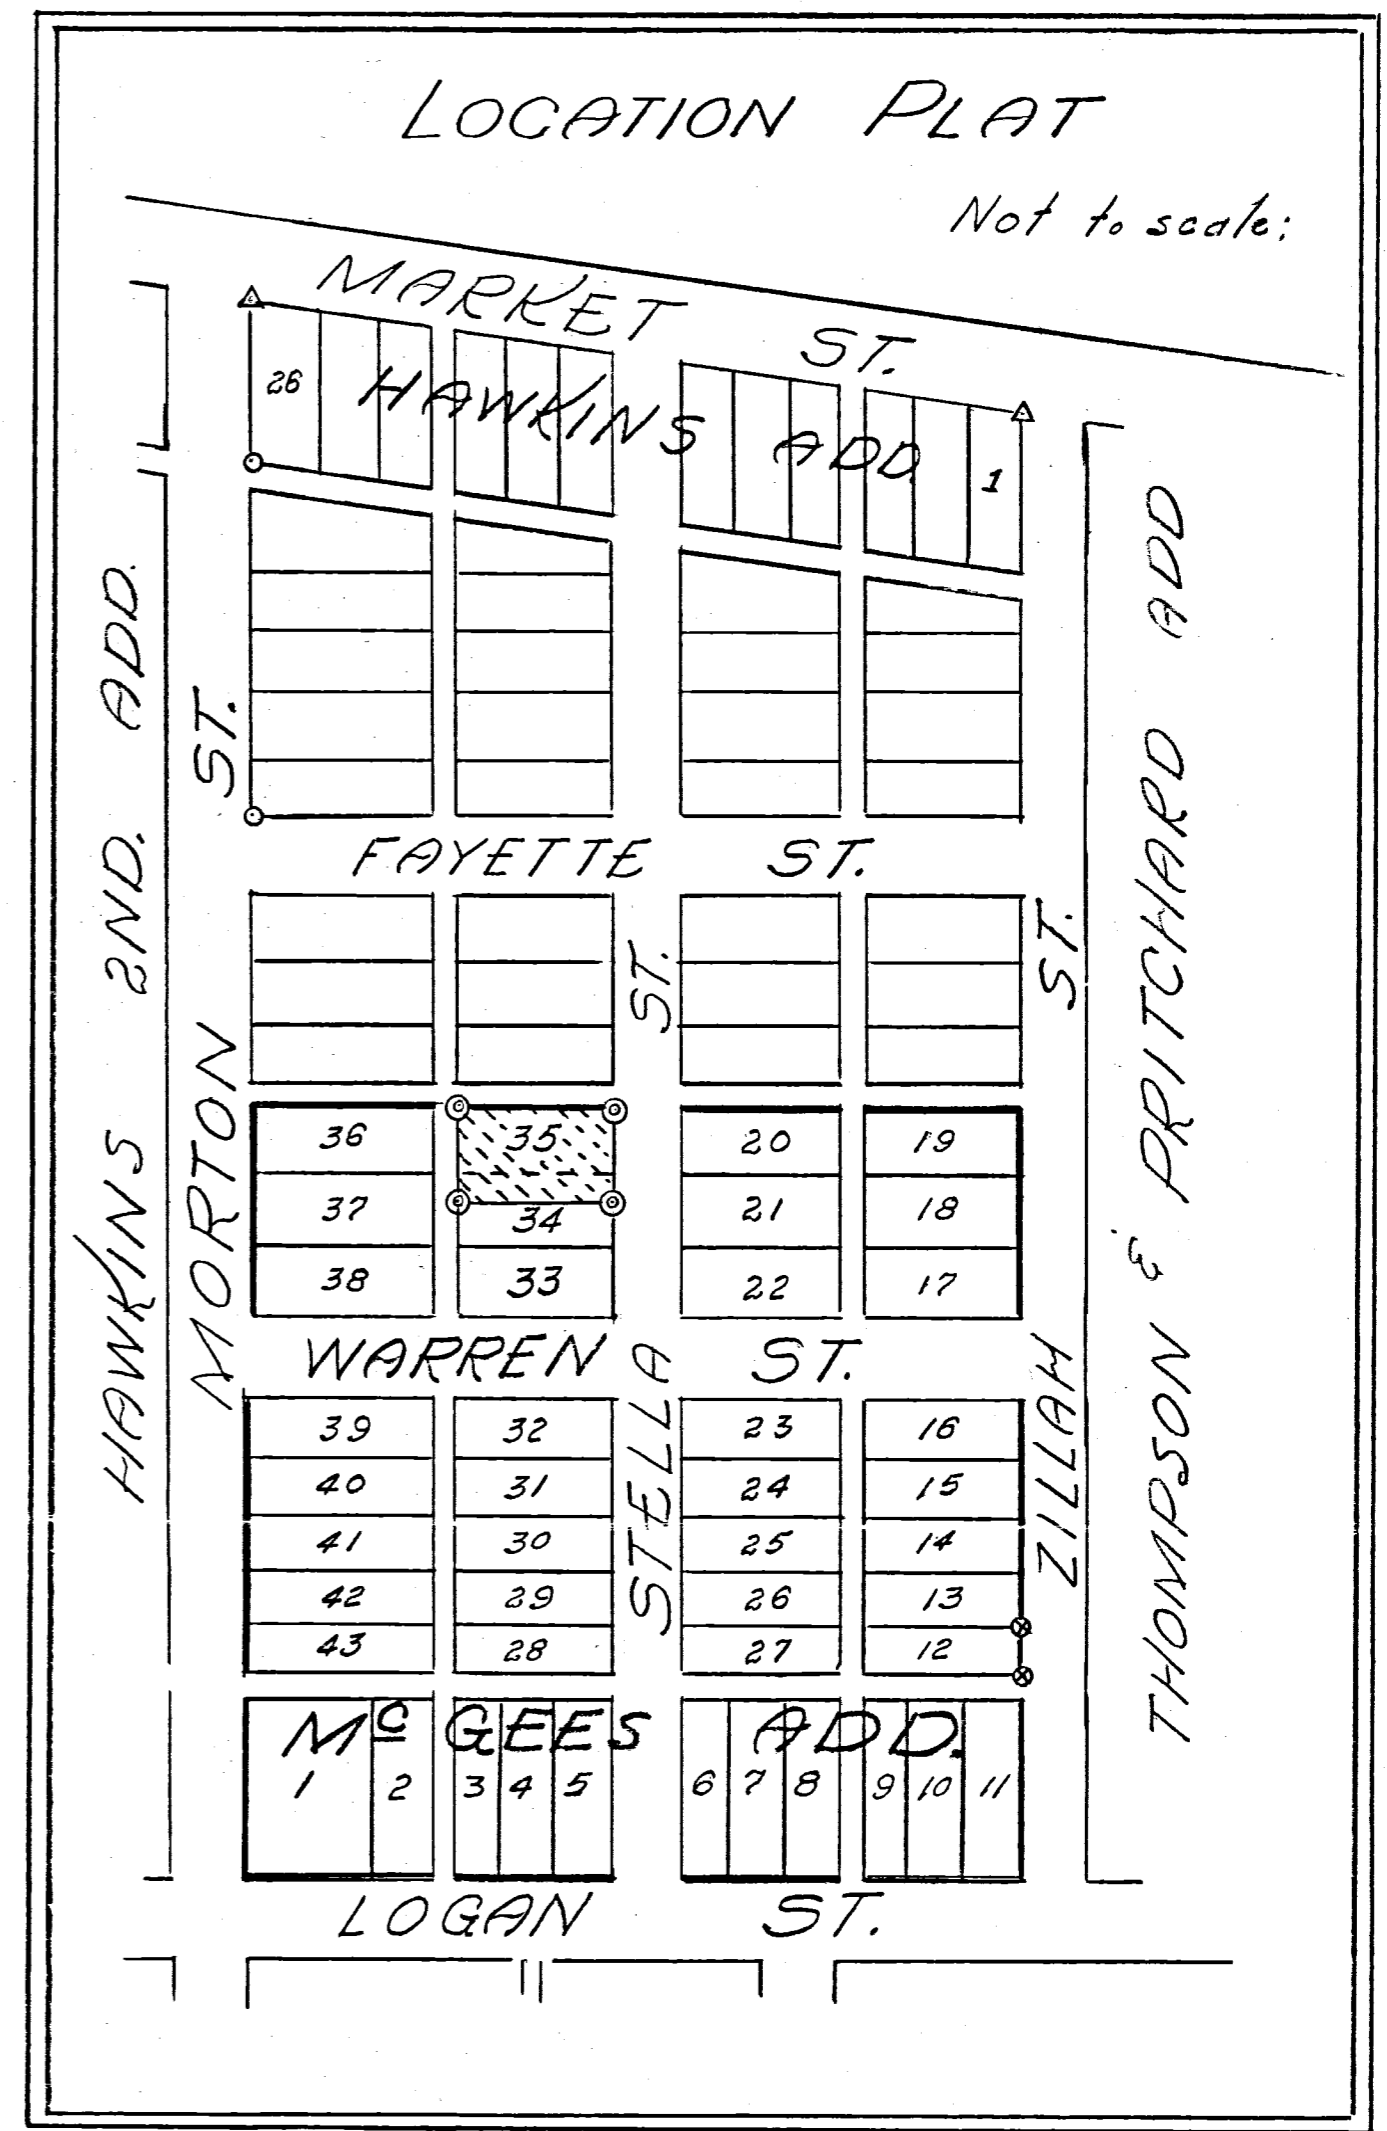 LOCATION PLAT
Not to scale;
MARKET ST.
26
HAWKINS ADD.
1
HAWKINS 2ND. ADD.
MORTON ST.
FAYETTE ST.
STELLA ST.
ZILLAH ST.
THOMPSON & PRITCHARD ADD
36 35 20 19
37 34 21 18
38 33 22 17
WARREN ST.
39 32 23 16
40 31 24 15
41 30 25 14
42 29 26 13
43 28 27 12
Mc GEES ADD.
1 2 3 4 5 6 7 8 9 10 11
LOGAN ST.